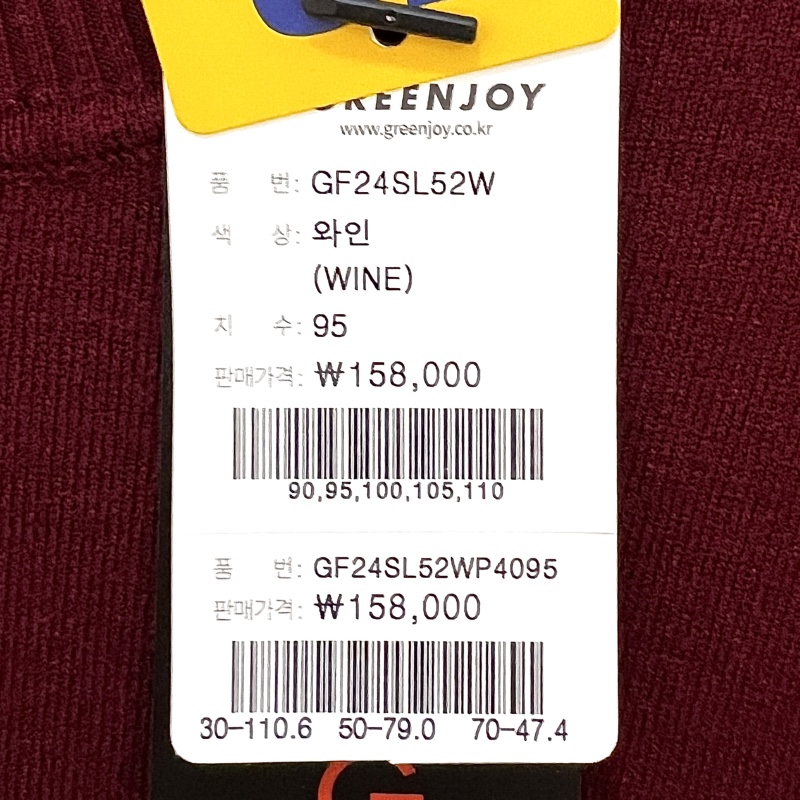 GREENJOY
www.greenjoy.co.kr
품 번: GF24SL52W
색 상: 와인
(WINE)
치 수: 95
판매가격: ₩158,000
90,95,100,105,110
품 번: GF24SL52WP4095
판매가격: ₩158,000
30-110.6 50-79.0 70-47.4
G